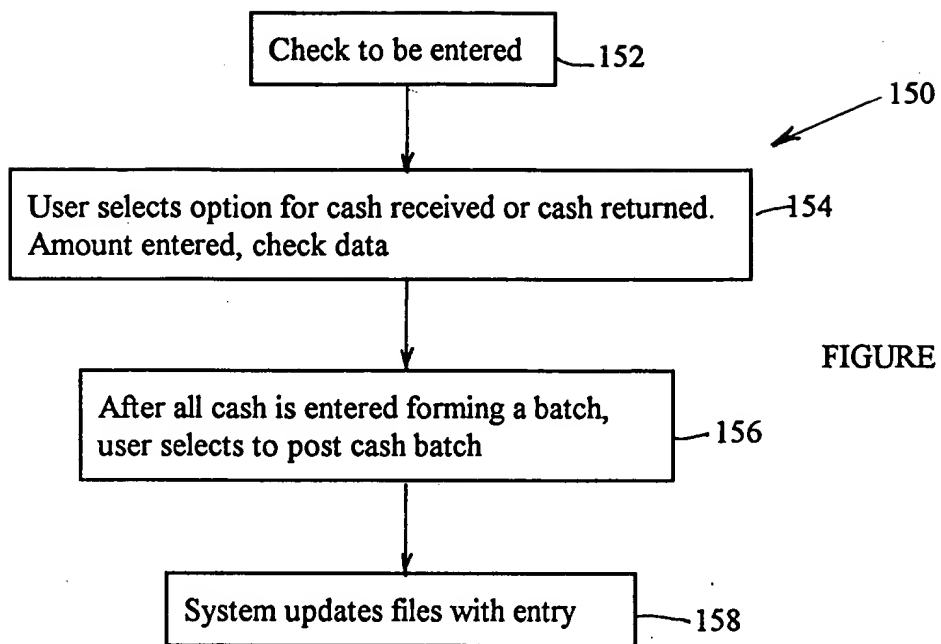 Check to be entered
152
150
User selects option for cash received or cash returned.
Amount entered, check data
154
FIGURE
After all cash is entered forming a batch,
user selects to post cash batch
156
System updates files with entry
158